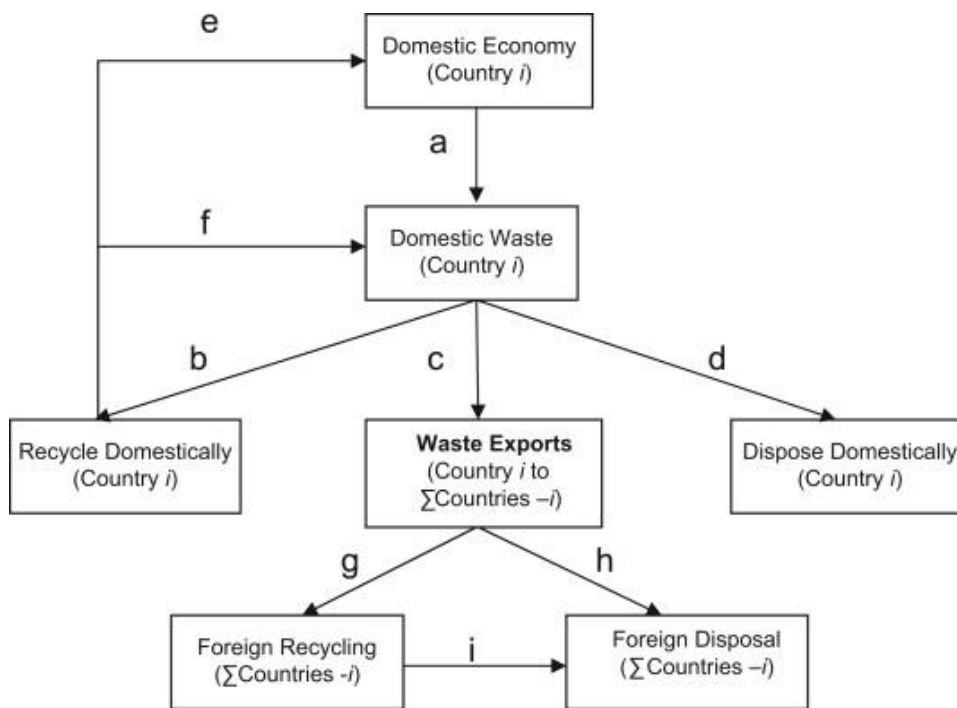 e
Domestic Economy
(Country i)
a
f
Domestic Waste
(Country i)
b
c
d
Recycle Domestically
(Country i)
Waste Exports
(Country i to
∑Countries –i)
Dispose Domestically
(Country i)
g
h
Foreign Recycling
(∑Countries -i)
i
Foreign Disposal
(∑Countries –i)